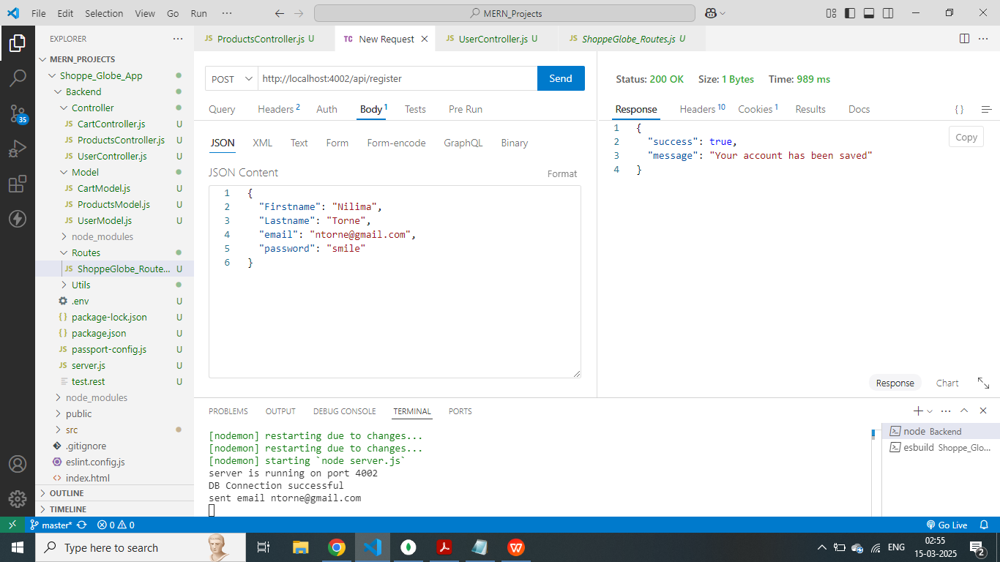 File Edit Selection View Go Run ···
MERN_Projects
EXPLORER ···
MERN_PROJECTS
Shoppe_Globe_App
Backend
Controller
JS CartController.js U
JS ProductsController.js U
JS UserController.js U
Model
JS CartModel.js U
JS ProductsModel.js U
JS UserModel.js U
node_modules
Routes
JS ShoppeGlobe_Route... U
Utils
.env U
{ } package-lock.json U
{ } package.json U
JS passport-config.js U
JS server.js U
test.rest U
node_modules
public
src
.gitignore
eslint.config.js
<> index.html
OUTLINE
TIMELINE
35
JS ProductsController.js U
TC New Request
JS UserController.js U
JS ShoppeGlobe_Routes.js U
POST http://localhost:4002/api/register Send
Query Headers 2 Auth Body 1 Tests Pre Run
JSON XML Text Form Form-encode GraphQL Binary
JSON Content Format
1 {
2 "Firstname": "Nilima",
3 "Lastname": "Torne",
4 "email": "ntorne@gmail.com",
5 "password": "smile"
6 }
Status: 200 OK Size: 1 Bytes Time: 989 ms
Response Headers 10 Cookies 1 Results Docs { }
1 {
2 "success": true,
3 "message": "Your account has been saved"
4 }
Copy
Response Chart
PROBLEMS OUTPUT DEBUG CONSOLE TERMINAL PORTS
[nodemon] restarting due to changes...
[nodemon] restarting due to changes...
[nodemon] starting `node server.js`
server is running on port 4002
DB Connection successful
sent email ntorne@gmail.com
node Backend
esbuild Shoppe_Glo...
master* 0 0 Go Live
Type here to search
ENG
02:55
15-03-2025
2